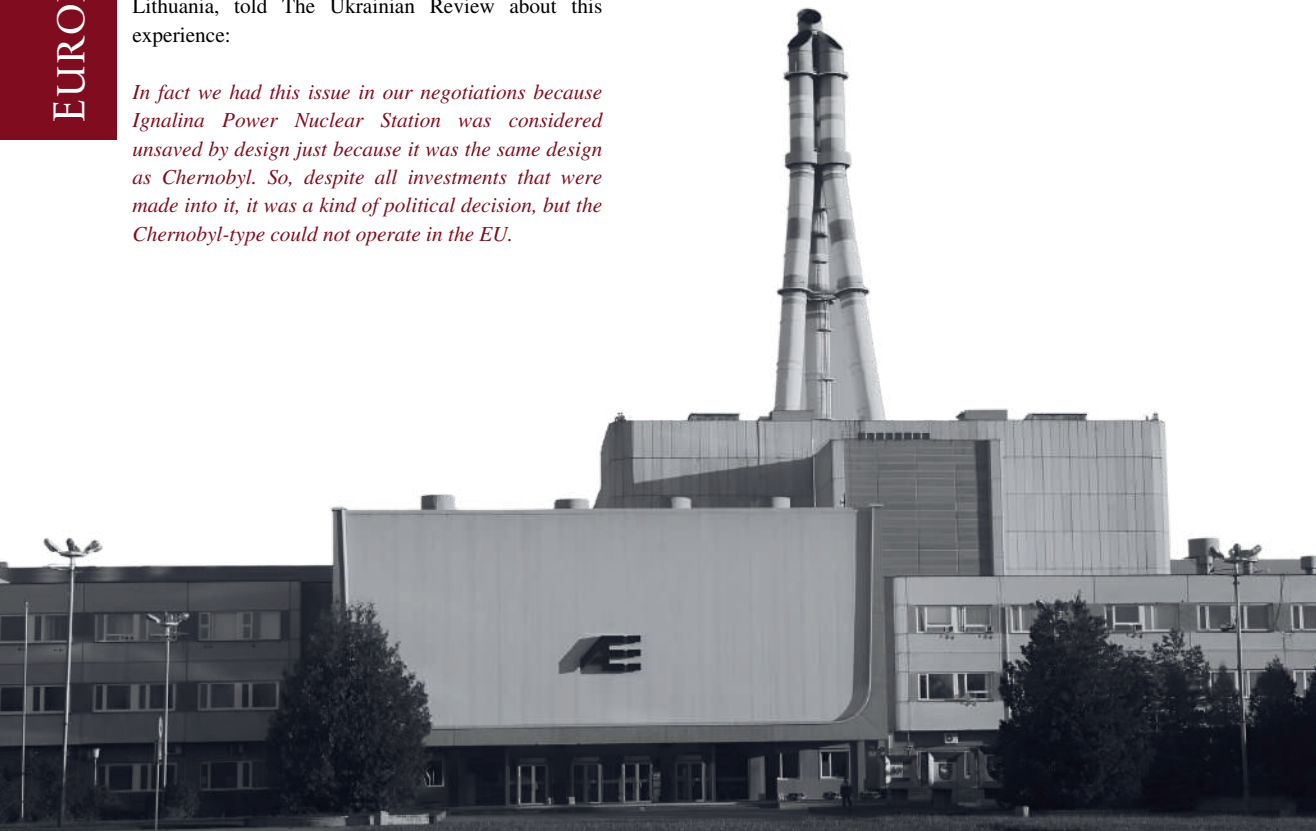 EURO
Lithuania, told The Ukrainian Review about this
experience:
In fact we had this issue in our negotiations because
Ignalina Power Nuclear Station was considered
unsaved by design just because it was the same design
as Chernobyl. So, despite all investments that were
made into it, it was a kind of political decision, but the
Chernobyl-type could not operate in the EU.